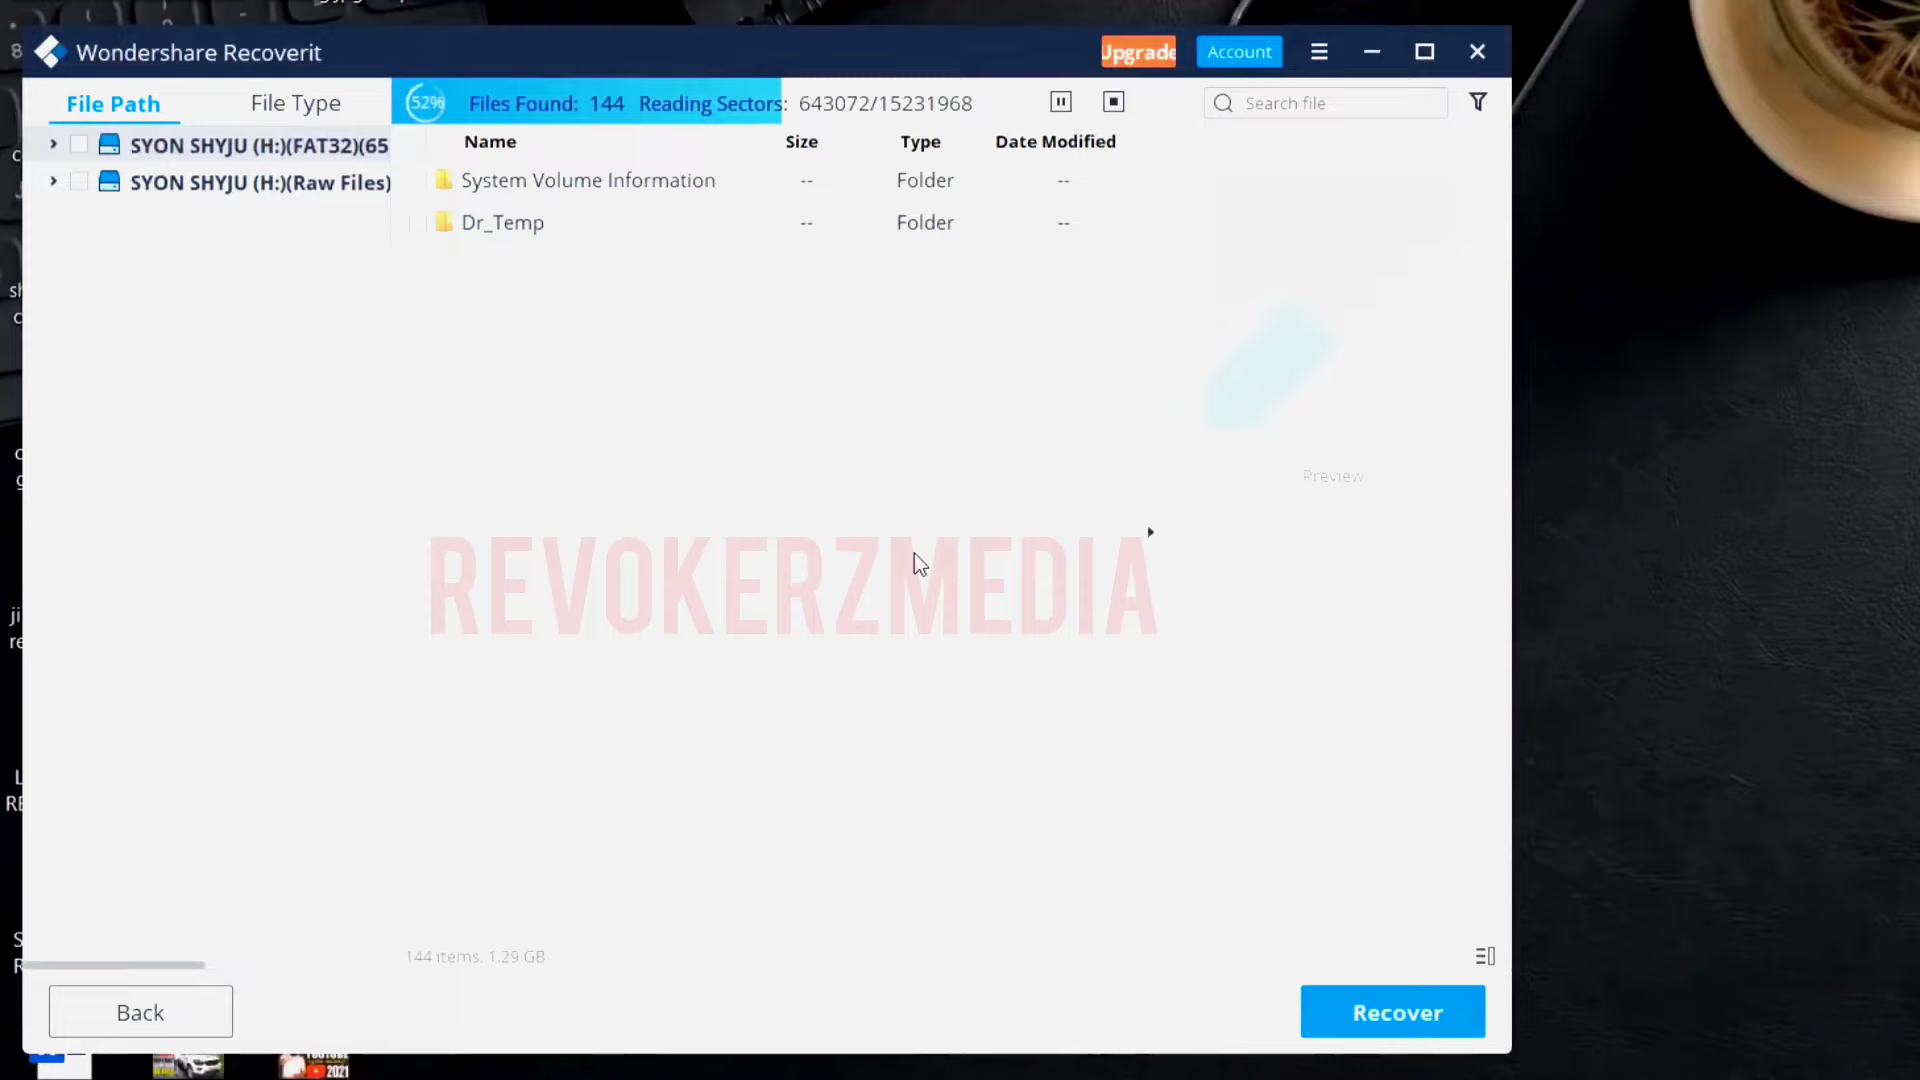 Wondershare Recoverit
Upgrade
Account
File Path
File Type
52%
Files Found: 144 Reading Sectors: 643072/15231968
Search file
SYON SHYJU (H:)(FAT32)(65
SYON SHYJU (H:)(Raw Files)
Name
Size
Type
Date Modified
System Volume Information
--
Folder
--
Dr_Temp
--
Folder
--
Preview
REVOKERZMEDIA
144 items, 1.29 GB
Back
Recover
YOUTUBE
2021